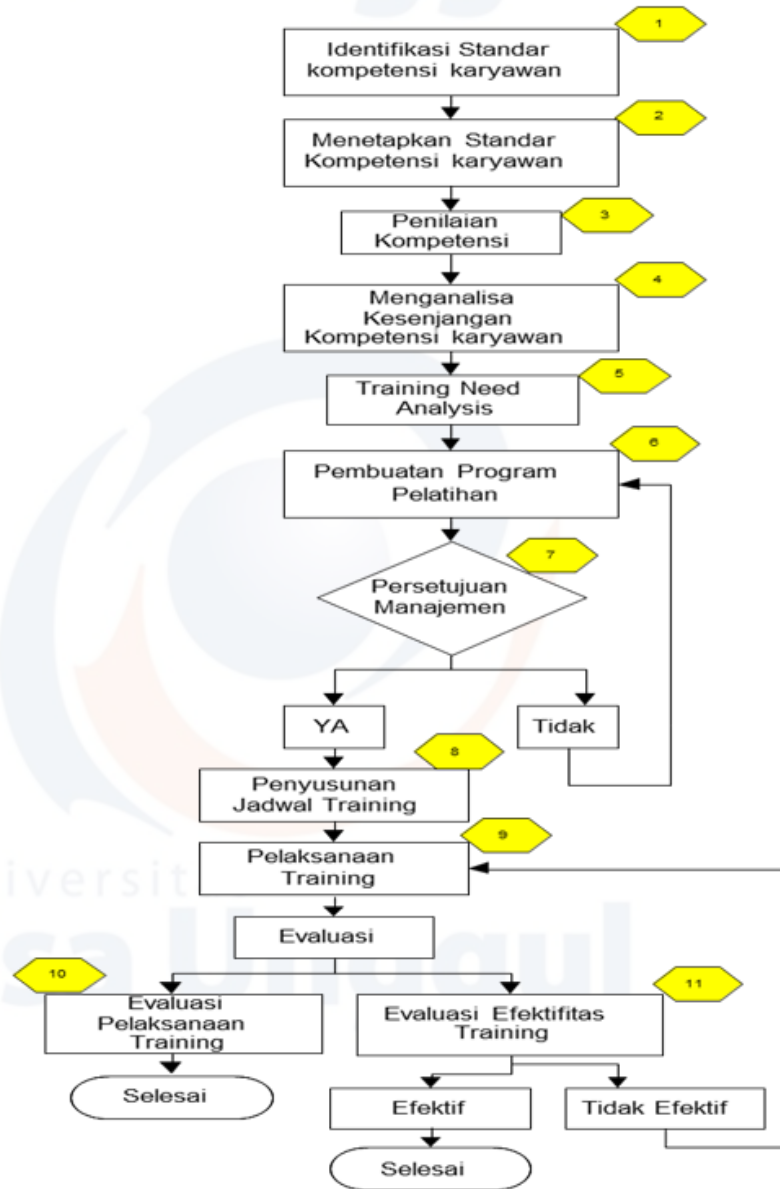 1
Identifikasi Standar
kompetensi karyawan
2
Menetapkan Standar
Kompetensi karyawan
3
Penilaian
Kompetensi
4
Menganalisa
Kesenjangan
Kompetensi karyawan
5
Training Need
Analysis
6
Pembuatan Program
Pelatihan
7
Persetujuan
Manajemen
YA
Tidak
8
Penyusunan
Jadwal Training
9
Pelaksanaan
Training
Evaluasi
10
Evaluasi
Pelaksanaan
Training
11
Evaluasi Efektifitas
Training
Selesai
Efektif
Tidak Efektif
Selesai